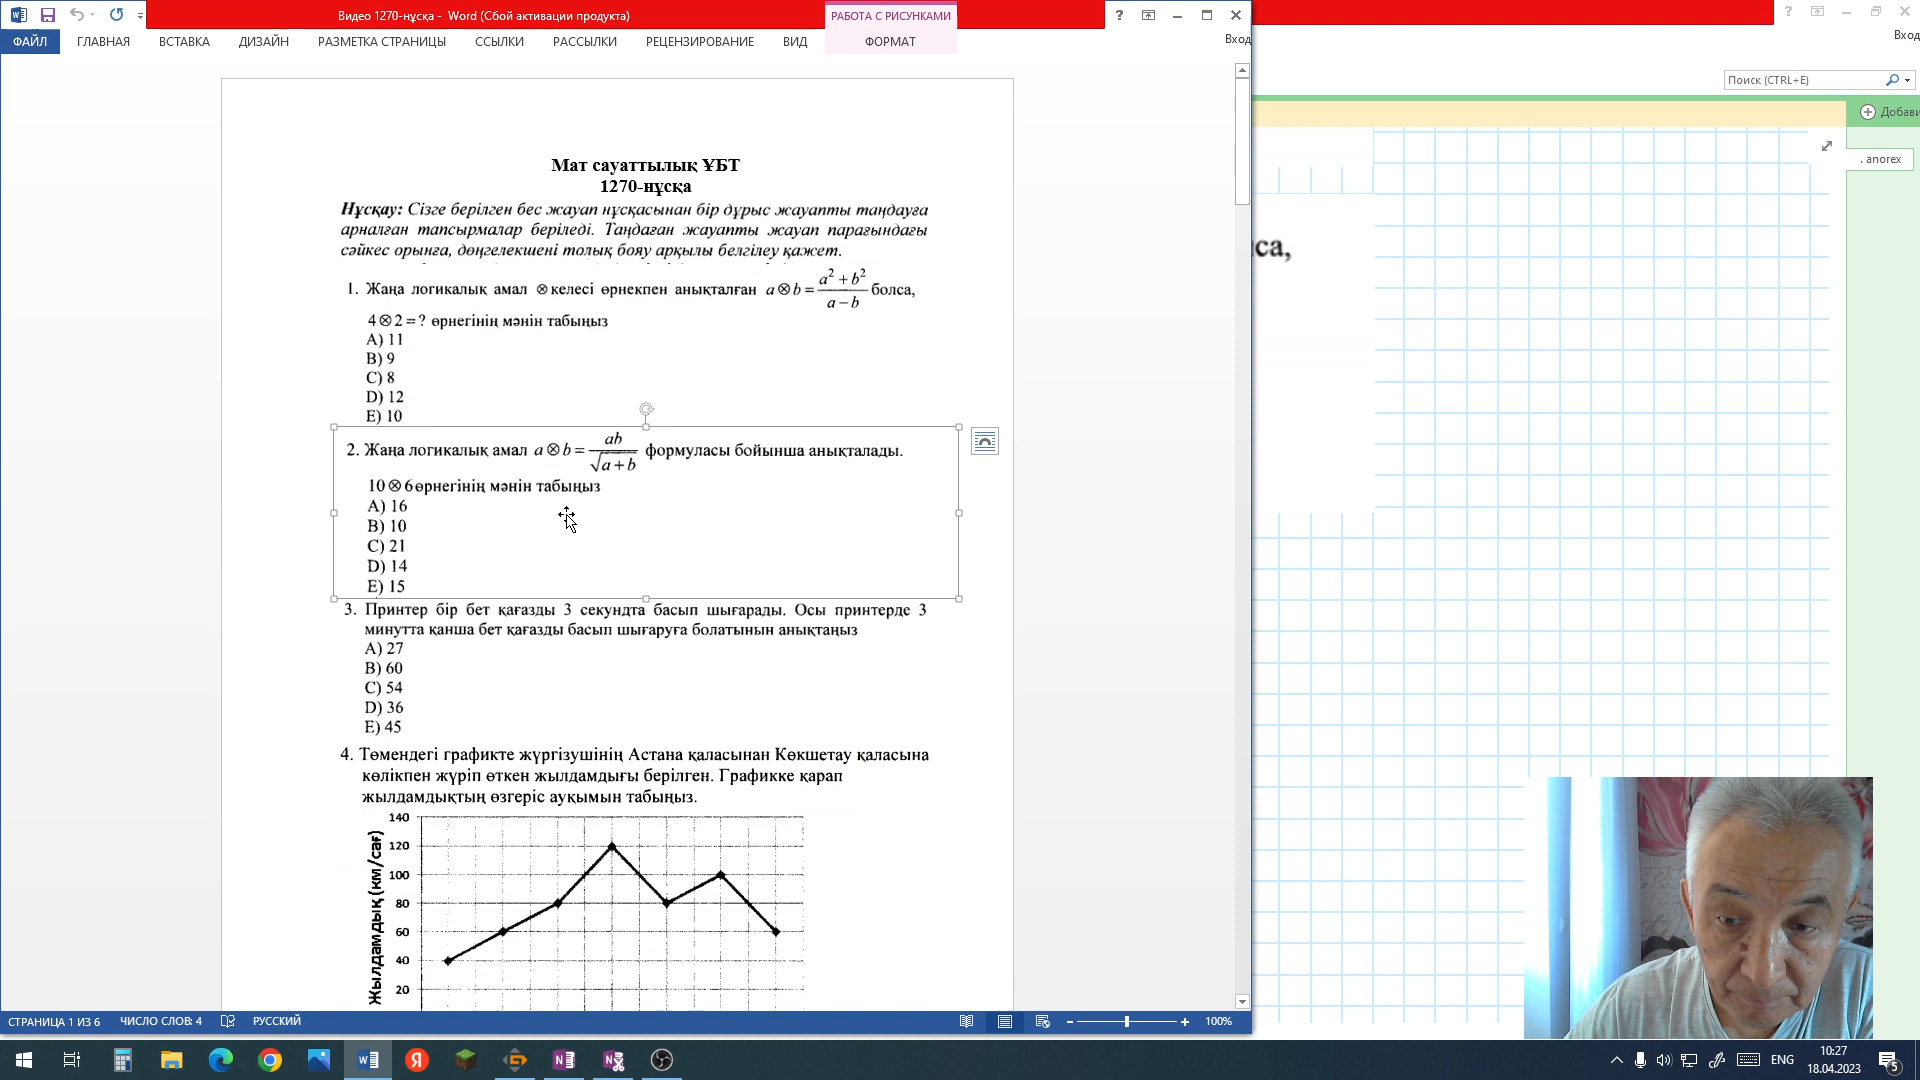 Видео 1270-нұсқа - Word (Сбой активации продукта)
РАБОТА С РИСУНКАМИ
Вход
ФАЙЛ ГЛАВНАЯ ВСТАВКА ДИЗАЙН РАЗМЕТКА СТРАНИЦЫ ССЫЛКИ РАССЫЛКИ РЕЦЕНЗИРОВАНИЕ ВИД ФОРМАТ
Вход
Поиск (CTRL+E)
Добави
. anorex
са,
Мат сауаттылық ҰБТ
1270-нұсқа
Нұсқау: Сізге берілген бес жауап нұсқасынан бір дұрыс жауапты таңдауға
арналған тапсырмалар беріледі. Таңдаған жауапты жауап парағындағы
сәйкес орынға, дөңгелекшені толық бояу арқылы белгілеу қажет.
1. Жаңа логикалық амал ⊗ келесі өрнекпен анықталған a⊗b = (a²+b²)/(a−b) болса,
4⊗2=? өрнегінің мәнін табыңыз
A) 11
B) 9
C) 8
D) 12
E) 10
2. Жаңа логикалық амал a⊗b = ab/√(a+b) формуласы бойынша анықталады.
10⊗6 өрнегінің мәнін табыңыз
A) 16
B) 10
C) 21
D) 14
E) 15
3. Принтер бір бет қағазды 3 секундта басып шығарады. Осы принтерде 3
минутта қанша бет қағазды басып шығаруға болатынын анықтаңыз
A) 27
B) 60
C) 54
D) 36
E) 45
4. Төмендегі графикте жүргізушінің Астана қаласынан Көкшетау қаласына
көлікпен жүріп өткен жылдамдығы берілген. Графикке қарап
жылдамдықтың өзгеріс ауқымын табыңыз.
Жылдамдық (км/сағ)
140
120
100
80
60
40
20
СТРАНИЦА 1 ИЗ 6 ЧИСЛО СЛОВ: 4 РУССКИЙ 100%
ENG
10:27
18.04.2023
5